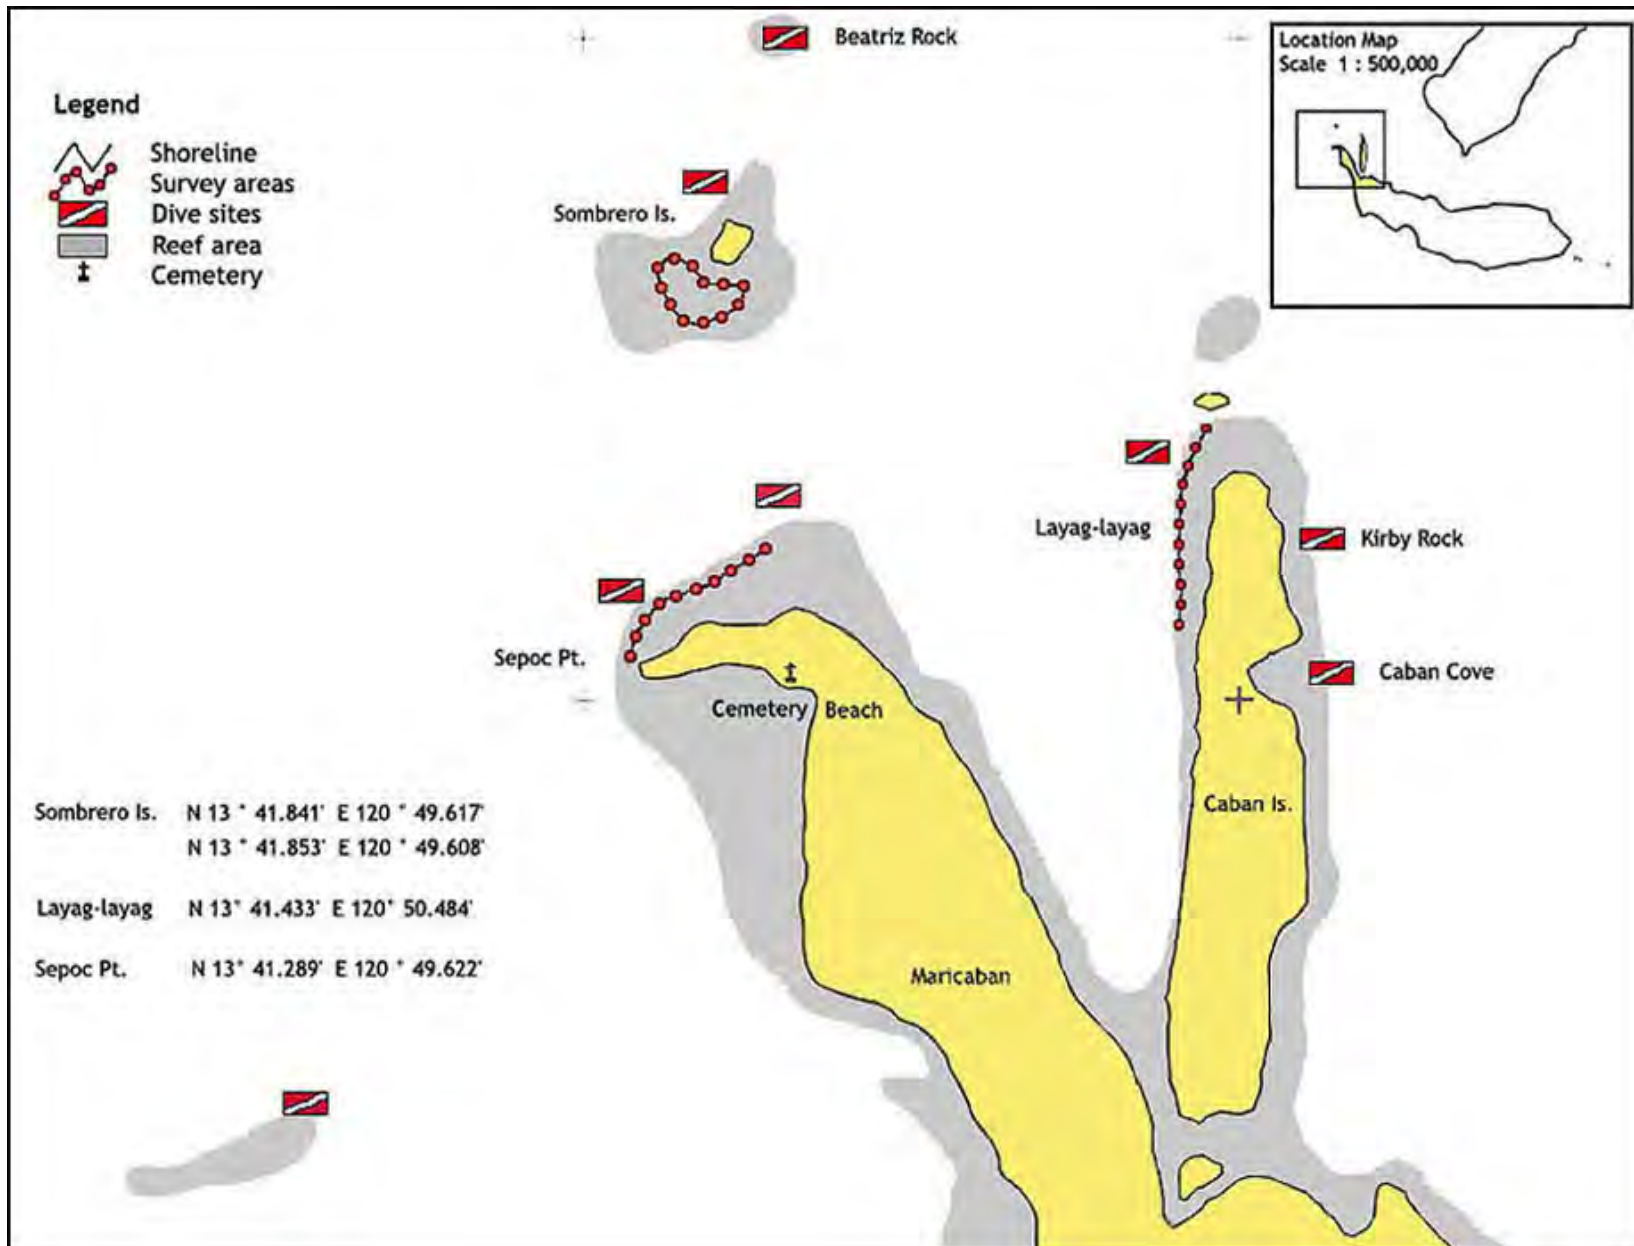 Beatriz Rock
Location Map
Scale 1 : 500,000
Legend
Shoreline
Survey areas
Dive sites
Reef area
Cemetery
Sombrero Is.
Layag-layag
Kirby Rock
Sepoc Pt.
Caban Cove
Cemetery Beach
Caban Is.
Sombrero Is. N 13 ° 41.841' E 120 ° 49.617'
N 13 ° 41.853' E 120 ° 49.608'
Layag-layag N 13° 41.433' E 120° 50.484'
Sepoc Pt. N 13° 41.289' E 120 ° 49.622'
Maricaban